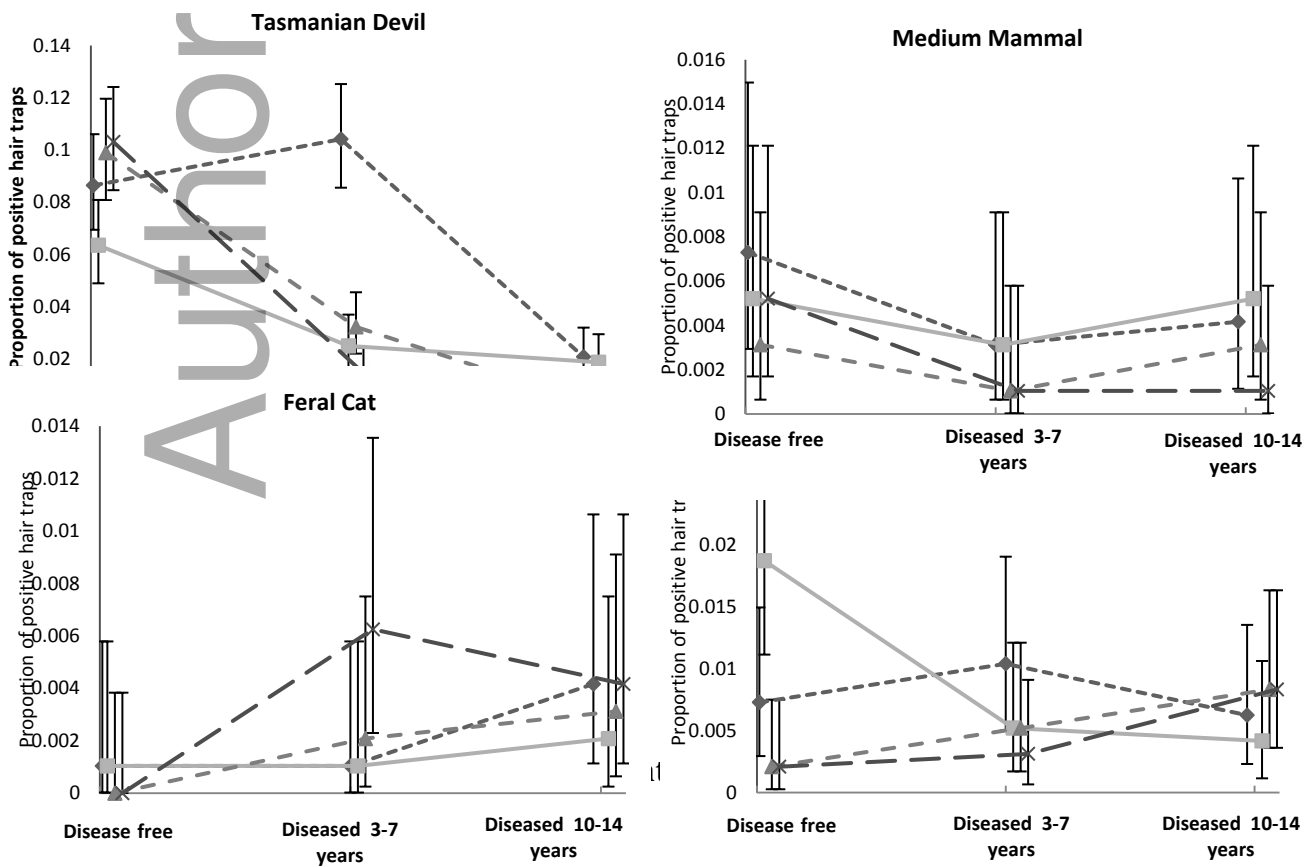 Tasmanian Devil
Proportion of positive hair traps
0.14
0.12
0.1
0.08
0.06
0.04
0.02
Author
Medium Mammal
Proportion of positive hair traps
0.016
0.014
0.012
0.01
0.008
0.006
0.004
0.002
0
Disease free
Diseased 3-7
years
Diseased 10-14
years
Feral Cat
Proportion of positive hair traps
0.014
0.012
0.01
0.008
0.006
0.004
0.002
0
Disease free
Diseased 3-7
years
Diseased 10-14
years
Proportion of positive hair tr
0.02
0.015
0.01
0.005
0
Disease free
Diseased 3-7
years
Diseased 10-14
years